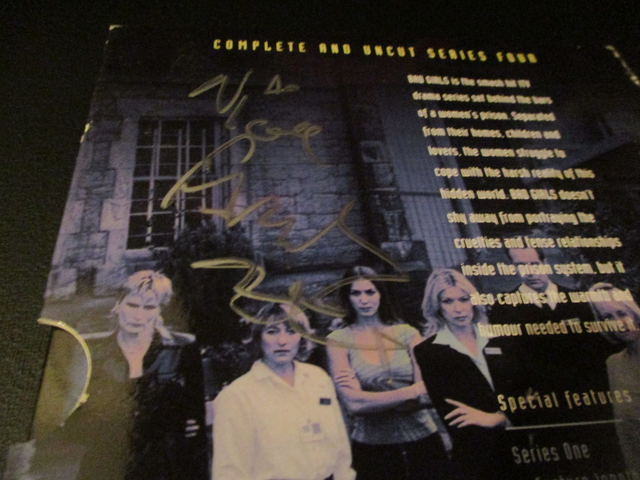 COMPLETE AND UNCUT SERIES FOUR
BAD GIRLS is the smash hit ITV
drama series set behind the bars
of a women's prison. Separated
from their homes, children and
lovers, the women struggle to
cope with the harsh reality of this
hidden world. BAD GIRLS doesn't
shy away from portraying the
cruelties and tense relationships
inside the prison system, but it
also captures the warmth and
humour needed to survive
Special features
Series One